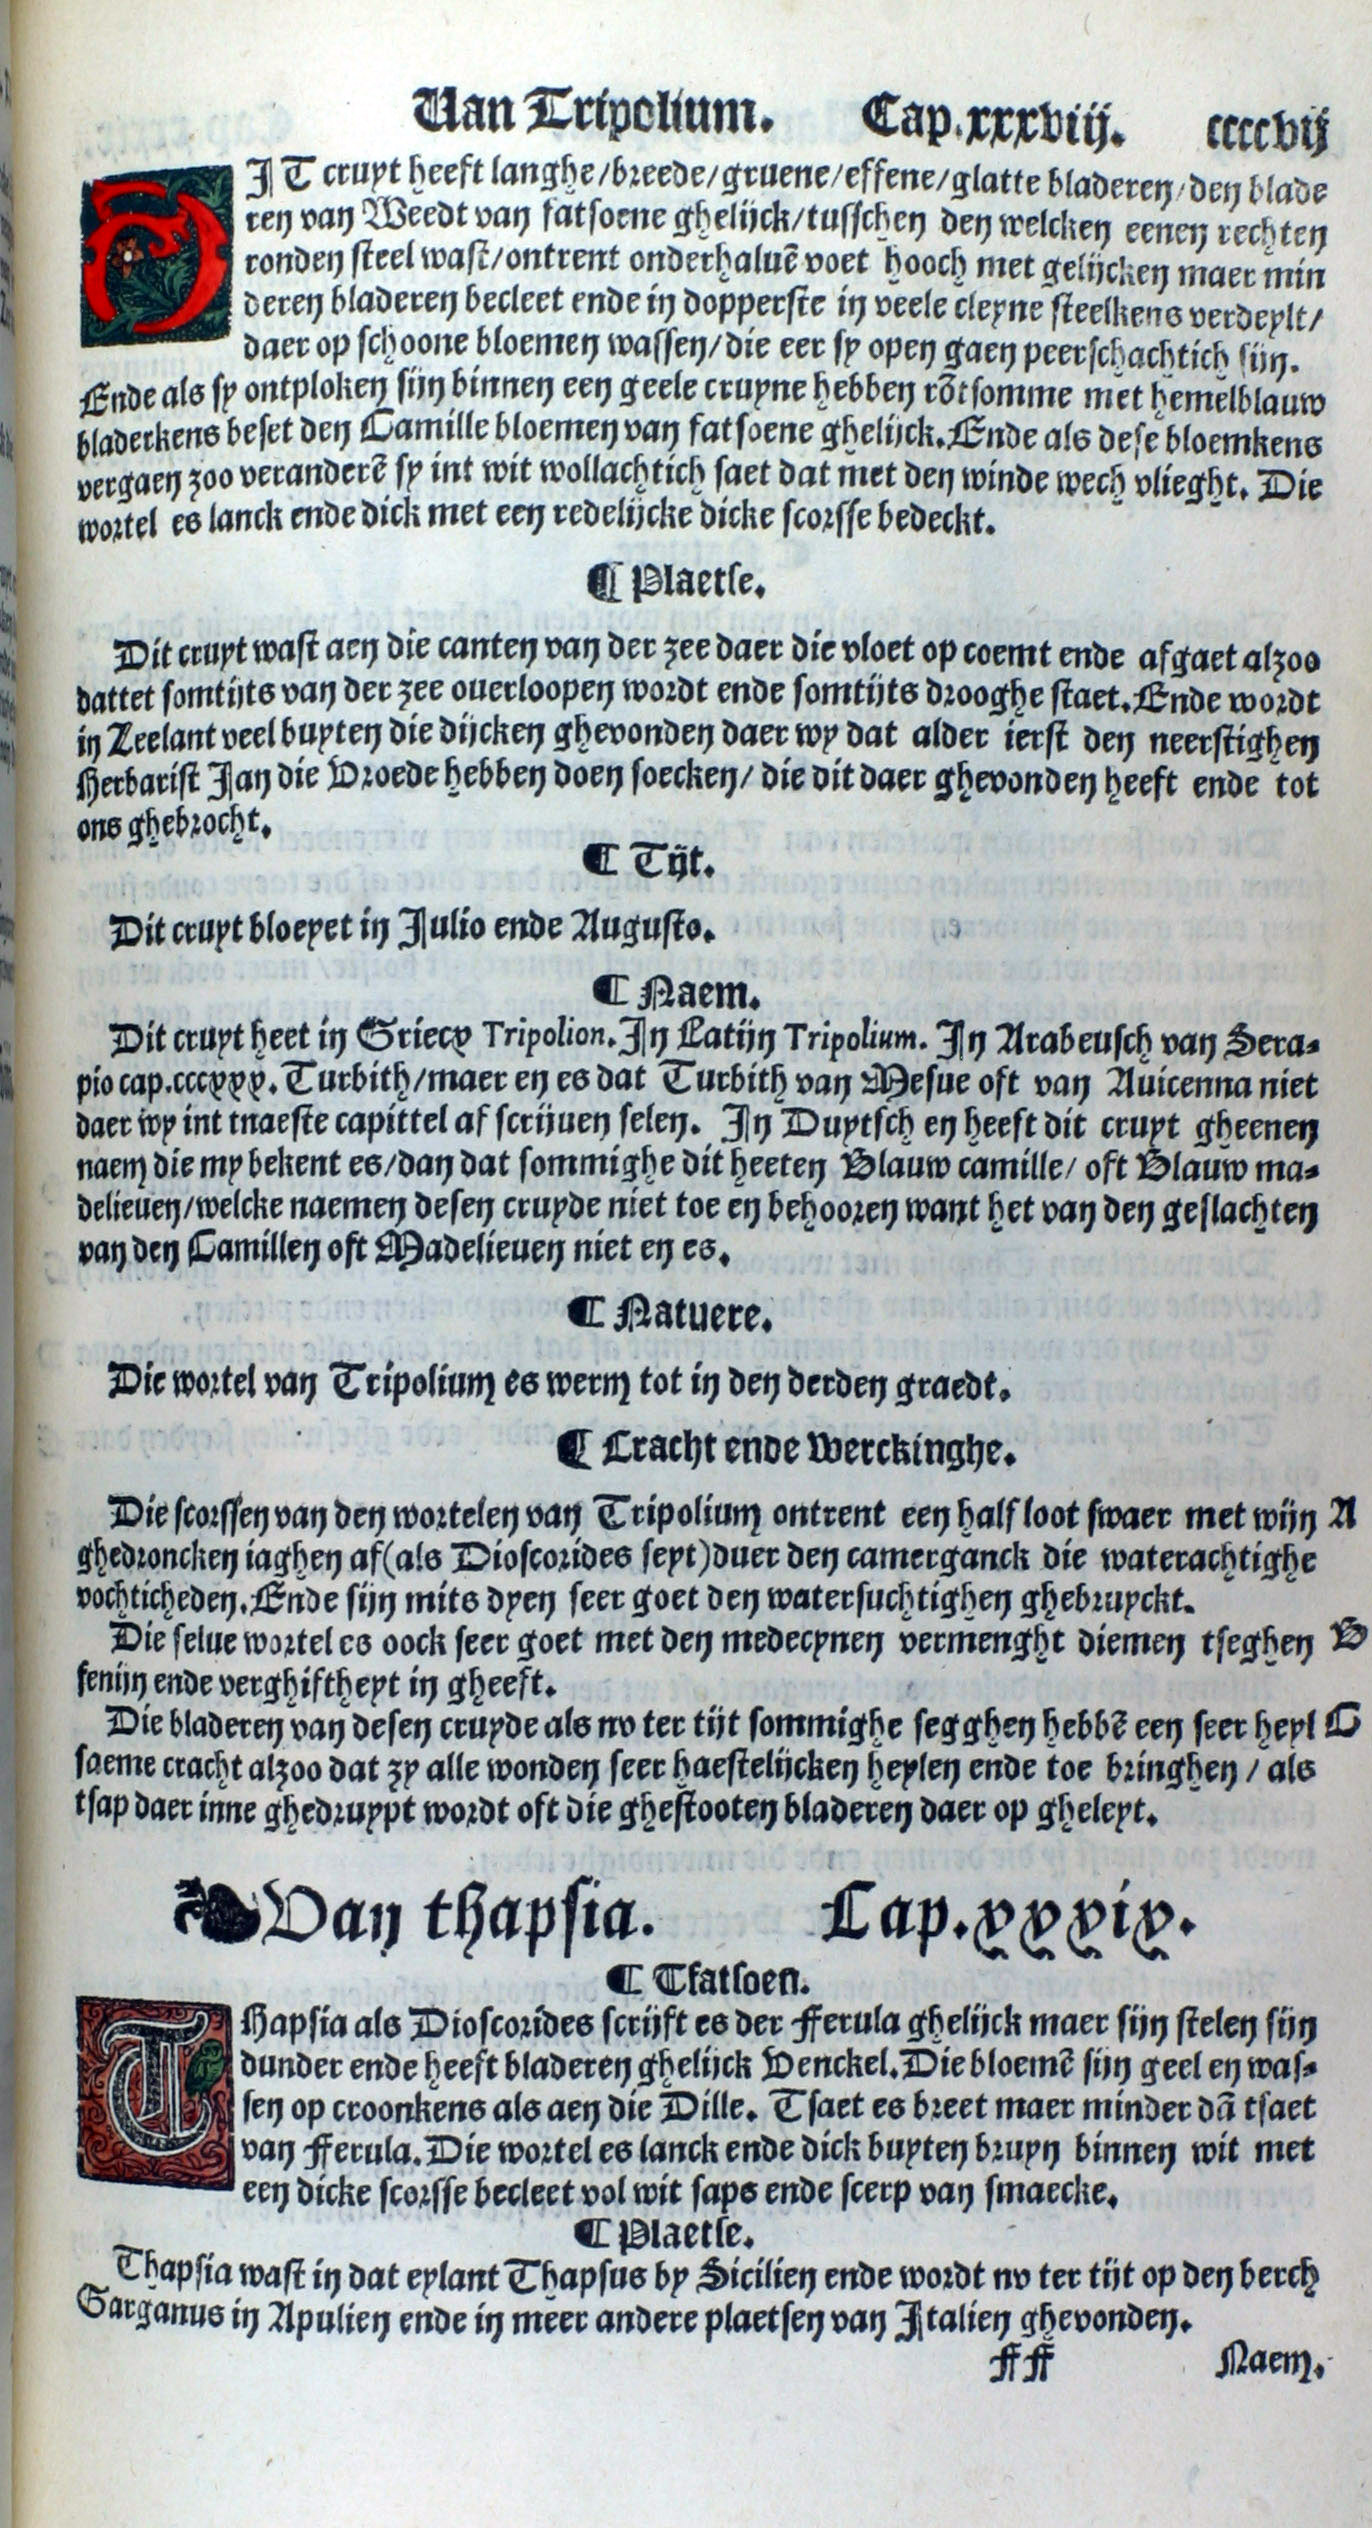 Van Tripolium. Cap.xxxviij. ccccvij
DJT cruyt heeft langhe/breede/gruene/effene/glatte bladeren/den blade
ren van Weedt van fatsoene ghelijck/tusschen den welcken eenen rechten
ronden steel wast/ontrent onderhaluē voet hooch met gelijcken maer min
deren bladeren becleet ende in dopperste in veele cleyne steelkens verdeylt/
daer op schoone bloemen wassen/die eer sy open gaen peerschachtich sijn.
Ende als sy ontploken sijn binnen een geele cruyne hebben rōtsomme met hemelblauw
bladerkens beset den Camille bloemen van fatsoene ghelijck.Ende als dese bloemkens
vergaen zoo veranderē sy int wit wollachtich saet dat met den winde wech vlieght. Die
wortel es lanck ende dick met een redelijcke dicke scorsse bedeckt.
¶ Plaetse.
Dit cruyt wast aen die canten van der zee daer die vloet op coemt ende afgaet alzoo
dattet somtijts van der zee ouerloopen wordt ende somtijts drooghe staet.Ende wordt
in Zeelant veel buyten die dijcken ghevonden daer wy dat alder ierst den neerstighen
Herbarist Jan die Vroede hebben doen soecken/ die dit daer ghevonden heeft ende tot
ons ghebrocht.
¶ Tijt.
Dit cruyt bloeyet in Julio ende Augusto.
¶ Naem.
Dit cruyt heet in Griecx Tripolion.In Latijn Tripolium. In Arabeusch van Sera-
pio cap.cccxxx.Turbith/maer en es dat Turbith van Mesue oft van Auicenna niet
daer wy int tnaeste capittel af scrijuen selen. In Duytsch en heeft dit cruyt gheenen
naem die my bekent es/dan dat sommighe dit heeten Blauw camille/ oft Blauw ma-
delieuen/welcke naemen desen cruyde niet toe en behooren want het van den geslachten
van den Camillen oft Madelieuen niet en es.
¶ Natuere.
Die wortel van Tripolium es werm tot in den derden graedt.
¶ Cracht ende Werckinghe.
Die scorssen van den wortelen van Tripolium ontrent een half loot swaer met wijn A
ghedroncken iaghen af(als Dioscorides seyt)duer den camerganck die waterachtighe
vochticheden.Ende sijn mits dyen seer goet den watersuchtighen ghebruyckt.
Die selue wortel es oock seer goet met den medecynen vermenght diemen tseghen B
fenijn ende verghiftheyt in gheeft.
Die bladeren van desen cruyde als nv ter tijt sommighe segghen hebbē een seer heyl C
saeme cracht alzoo dat zy alle wonden seer haestelijcken heylen ende toe bringhen / als
tsap daer inne ghedruypt wordt oft die ghestooten bladeren daer op gheleyt.
Van thapsia. Cap.xxxix.
¶ Tfatsoen.
THapsia als Dioscorides scrijft es der Ferula ghelijck maer sijn stelen sijn
dunder ende heeft bladeren ghelijck Venckel.Die bloemē sijn geel en was-
sen op croonkens als aen die Dille. Tsaet es breet maer minder dā tsaet
van Ferula.Die wortel es lanck ende dick buyten bruyn binnen wit met
een dicke scorsse becleet vol wit saps ende scerp van smaecke.
¶ Plaetse.
Thapsia wast in dat eylant Thapsus by Sicilien ende wordt nv ter tijt op den berch
Garganus in Apulien ende in meer andere plaetsen van Italien ghevonden.
ff Naem.